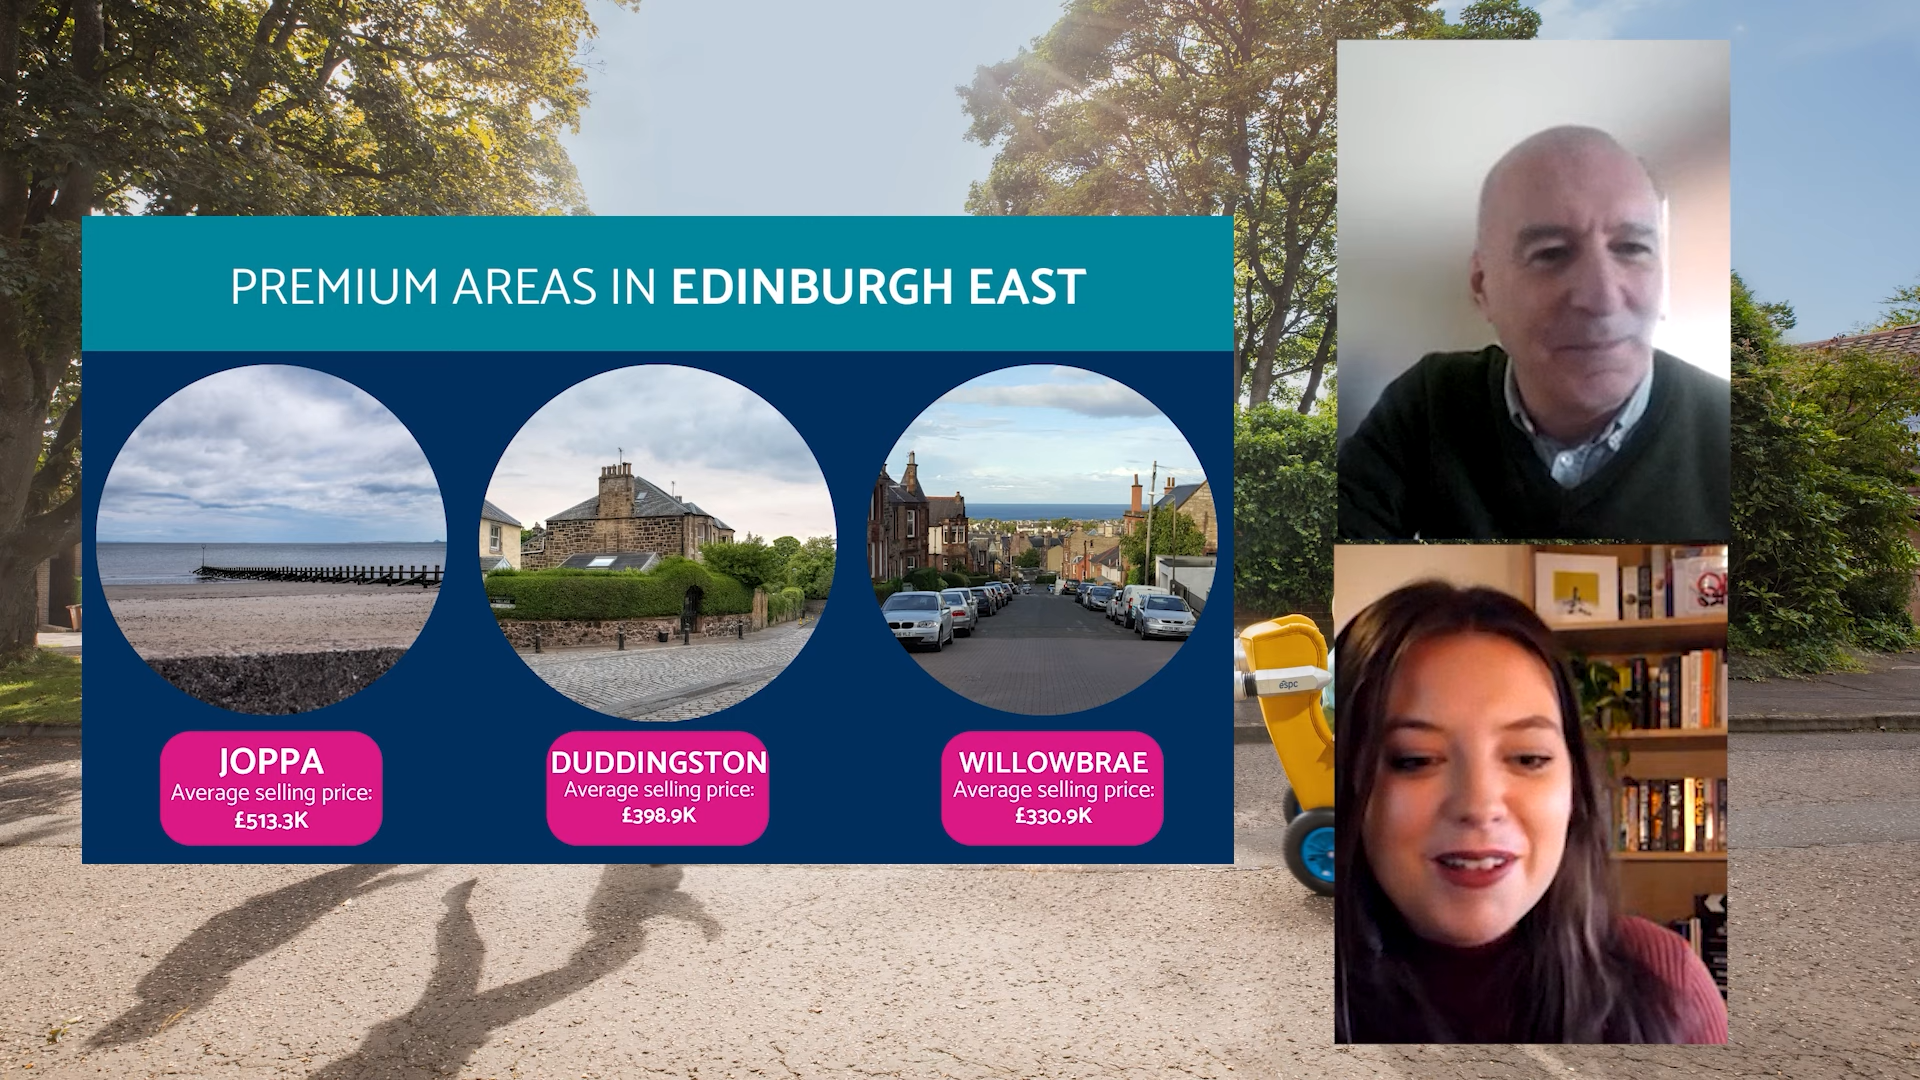 PREMIUM AREAS IN EDINBURGH EAST
JOPPA
Average selling price:
£513.3K
DUDDINGSTON
Average selling price:
£398.9K
WILLOWBRAE
Average selling price:
£330.9K
espc